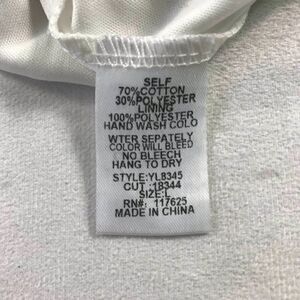 SELF
70%COTTON
30%POLYESTER
LINING
100%POLYESTER
HAND WASH COLO
WTER SEPATELY
COLOR WILL BLEED
NO BLEECH
HANG TO DRY
STYLE:YL8345
CUT :18344
SIZE:L
RN#: 117625
MADE IN CHINA